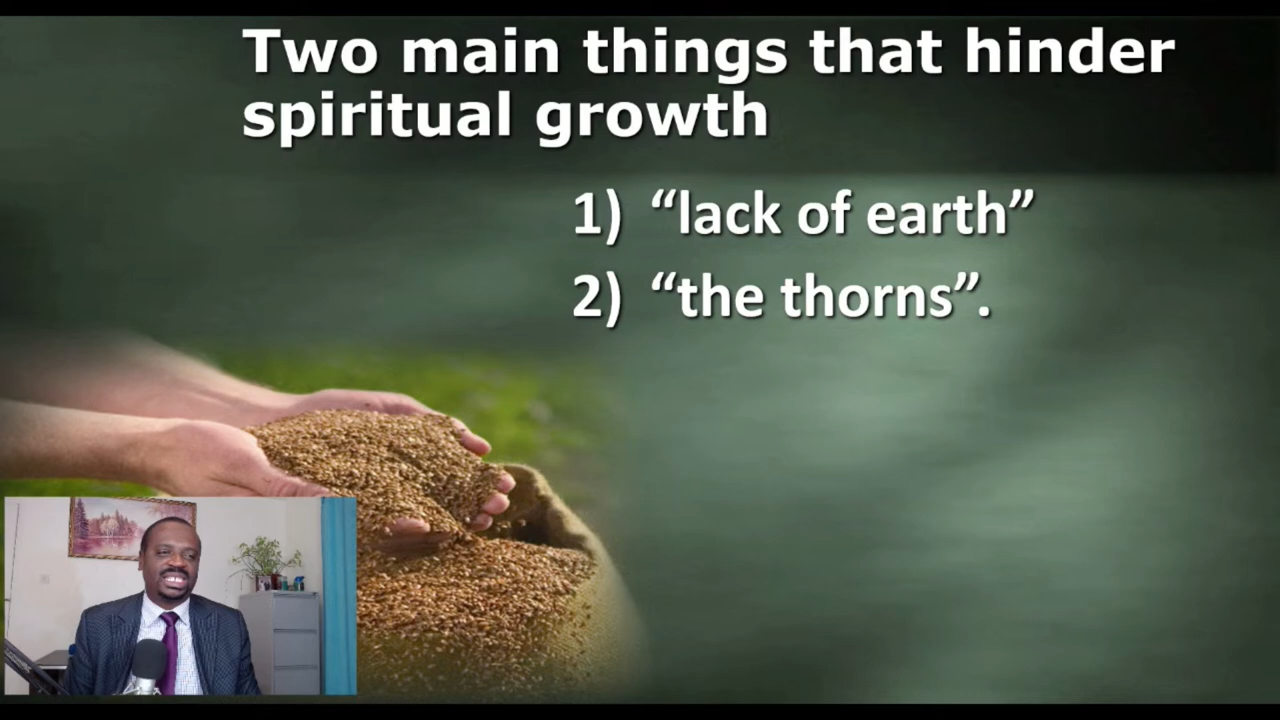 Two main things that hinder
spiritual growth
1) “lack of earth”
2) “the thorns”.